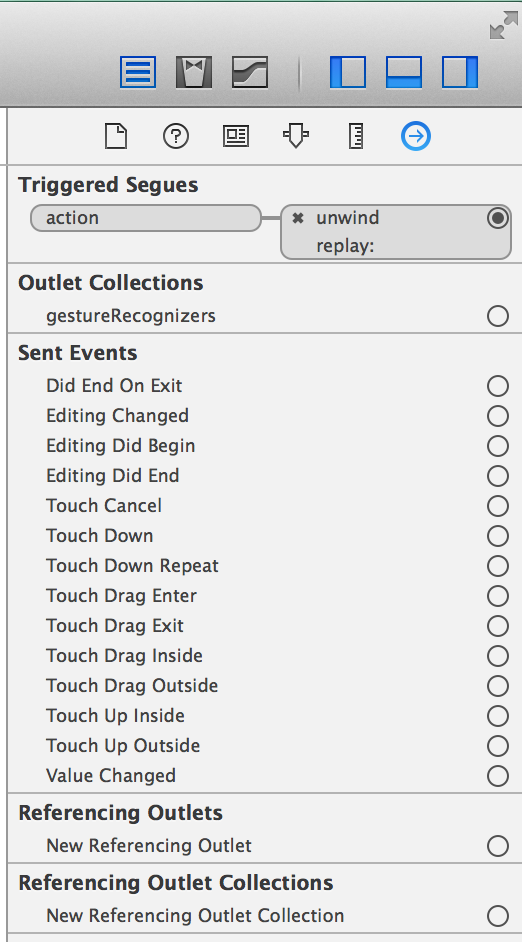 Triggered Segues
action
unwind
replay:
Outlet Collections
gestureRecognizers
Sent Events
Did End On Exit
Editing Changed
Editing Did Begin
Editing Did End
Touch Cancel
Touch Down
Touch Down Repeat
Touch Drag Enter
Touch Drag Exit
Touch Drag Inside
Touch Drag Outside
Touch Up Inside
Touch Up Outside
Value Changed
Referencing Outlets
New Referencing Outlet
Referencing Outlet Collections
New Referencing Outlet Collection